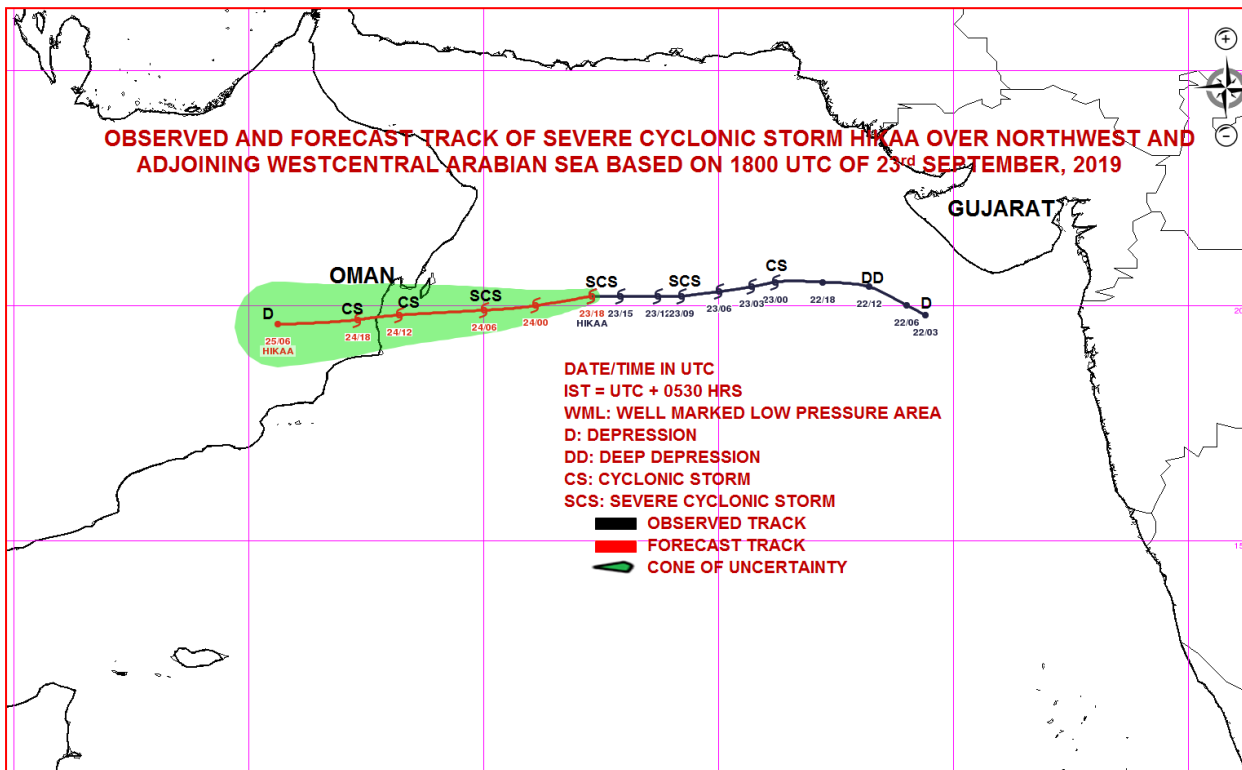 OBSERVED AND FORECAST TRACK OF SEVERE CYCLONIC STORM HIKAA OVER NORTHWEST AND
ADJOINING WESTCENTRAL ARABIAN SEA BASED ON 1800 UTC OF 23rd SEPTEMBER, 2019
GUJARAT
OMAN
D
CS
CS
SCS
SCS
SCS
CS
DD
D
25/06
HIKAA
24/18
24/12
24/06
24/00
23/18
HIKAA
23/15
23/12
23/09
23/06
23/03
23/00
22/18
22/12
22/06
22/03
DATE/TIME IN UTC
IST = UTC + 0530 HRS
WML: WELL MARKED LOW PRESSURE AREA
D: DEPRESSION
DD: DEEP DEPRESSION
CS: CYCLONIC STORM
SCS: SEVERE CYCLONIC STORM
OBSERVED TRACK
FORECAST TRACK
CONE OF UNCERTAINTY